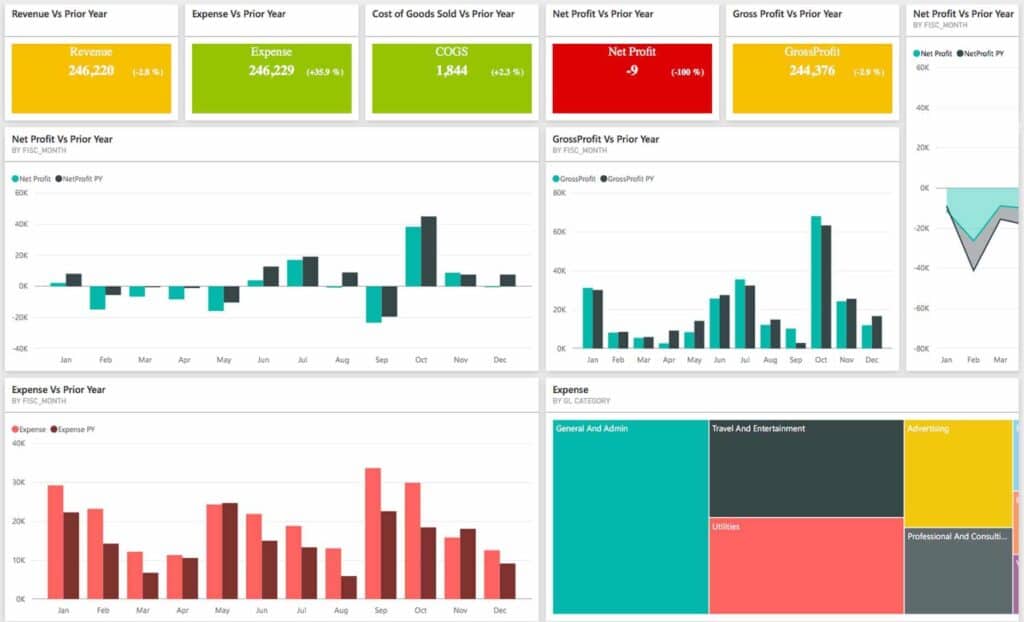 Revenue Vs Prior Year
Revenue
246,220 (-2.8 %)
Expense Vs Prior Year
Expense
246,229 (+35.9 %)
Cost of Goods Sold Vs Prior Year
COGS
1,844 (+2.3 %)
Net Profit Vs Prior Year
Net Profit
-9 (-100 %)
Gross Profit Vs Prior Year
GrossProfit
244,376 (-2.9 %)
Net Profit Vs Prior Year
BY FISC_MONTH
Net Profit NetProfit PY
60K
40K
20K
0K
-20K
-40K
-60K
-80K
Jan Feb Mar
Net Profit Vs Prior Year
BY FISC_MONTH
Net Profit NetProfit PY
60K
40K
20K
0K
-20K
-40K
Jan Feb Mar Apr May Jun Jul Aug Sep Oct Nov Dec
GrossProfit Vs Prior Year
BY FISC_MONTH
GrossProfit GrossProfit PY
80K
60K
40K
20K
0K
Jan Feb Mar Apr May Jun Jul Aug Sep Oct Nov Dec
Expense Vs Prior Year
BY FISC_MONTH
Expense Expense PY
40K
30K
20K
10K
0K
Jan Feb Mar Apr May Jun Jul Aug Sep Oct Nov Dec
Expense
BY GL CATEGORY
General And Admin
Travel And Entertainment
Utilities
Advertising
Professional And Consulti...